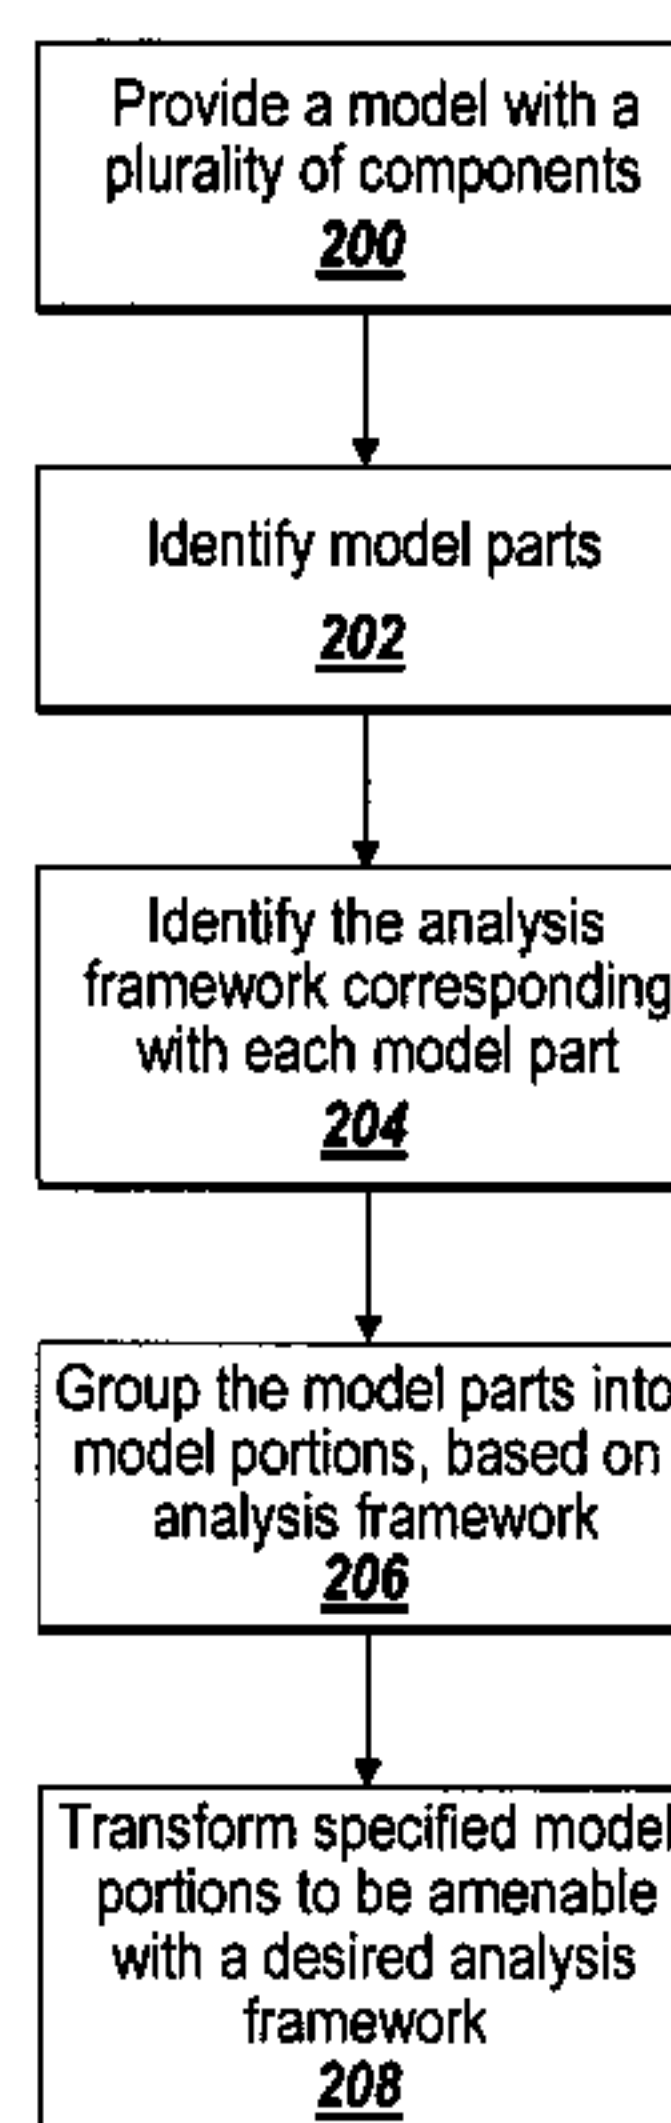 Provide a model with a
plurality of components
200
Identify model parts
202
Identify the analysis
framework corresponding
with each model part
204
Group the model parts into
model portions, based on
analysis framework
206
Transform specified model
portions to be amenable
with a desired analysis
framework
208